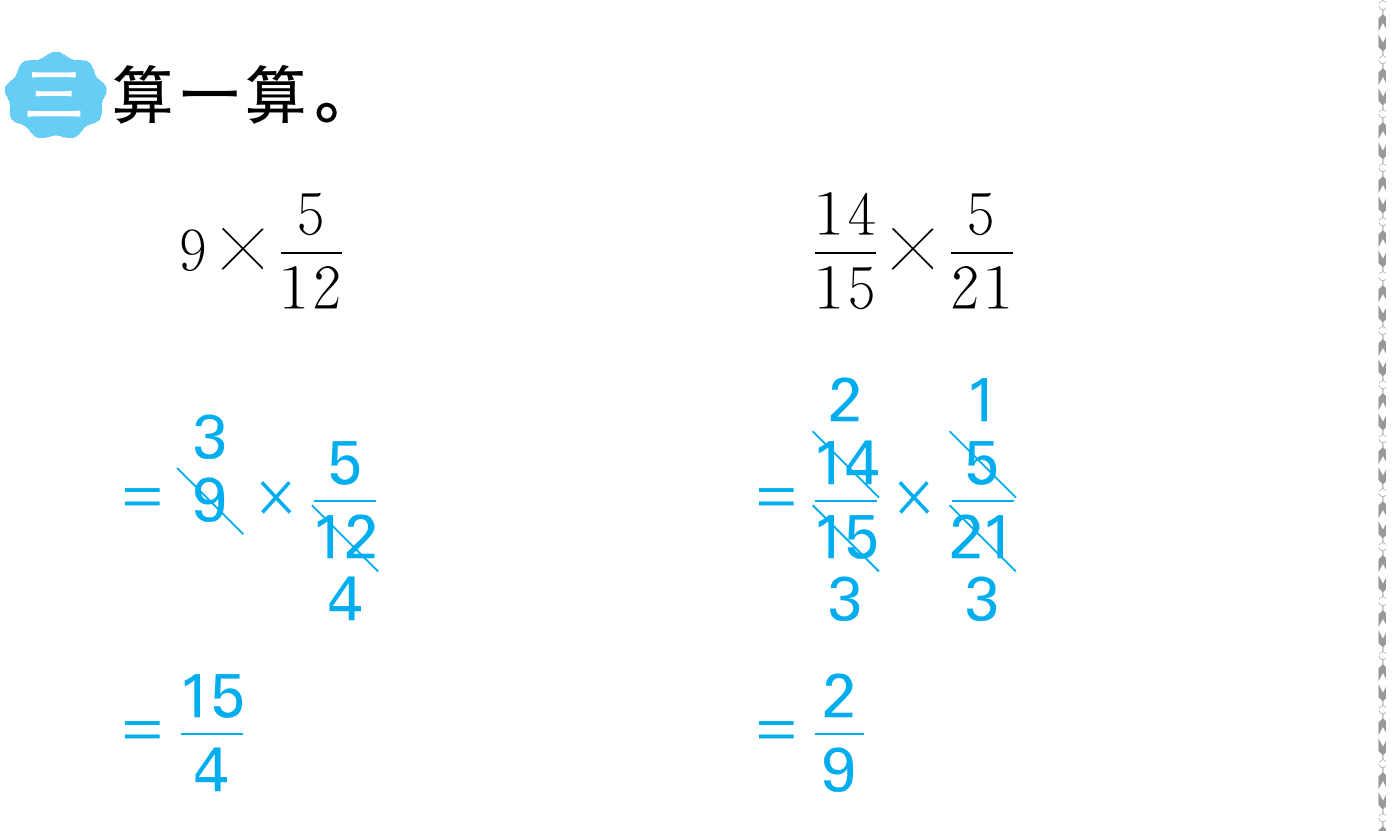 三 算一算。
9 × 5/12
= 9 3 × 5/12 4
= 15/4
14/15 × 5/21
= 2 14/15 3 × 1 5/21 3
= 2/9